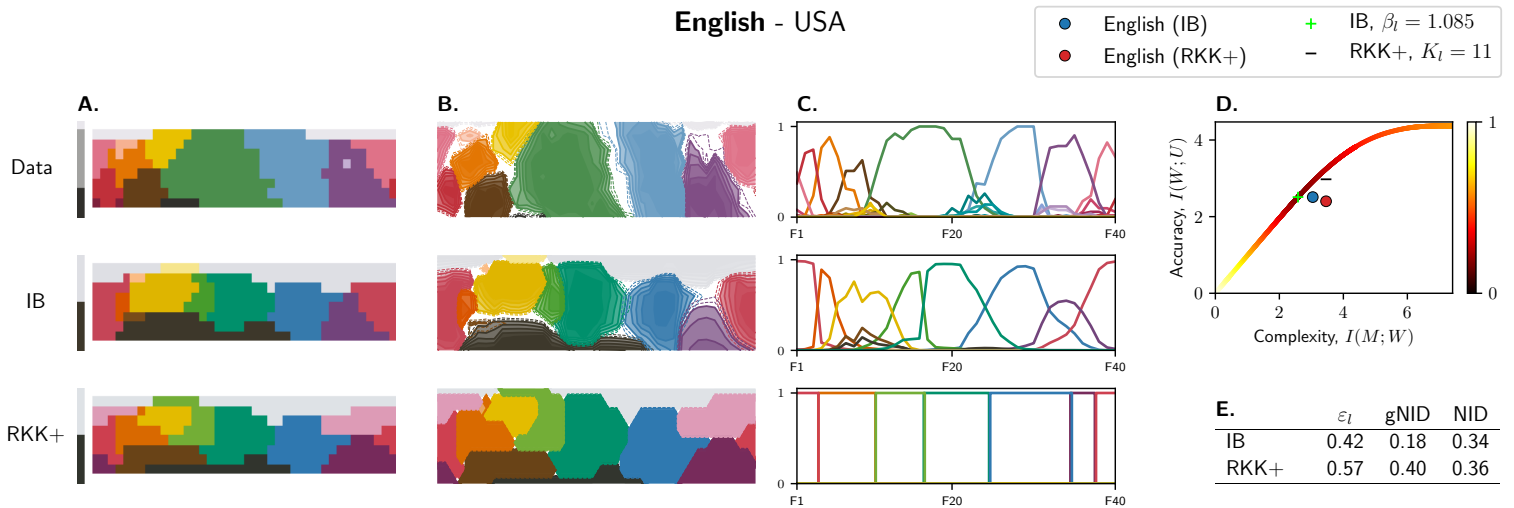 English - USA
English (IB)
English (RKK+)
IB, βl = 1.085
RKK+, Kl = 11
A.
B.
C.
D.
Data
IB
RKK+
1
0
F1
F20
F40
1
0
F1
F20
F40
1
0
F1
F20
F40
Accuracy, I(W; U)
4
2
0
0
2
4
6
Complexity, I(M; W)
1
0
E.
εl gNID NID
IB 0.42 0.18 0.34
RKK+ 0.57 0.40 0.36